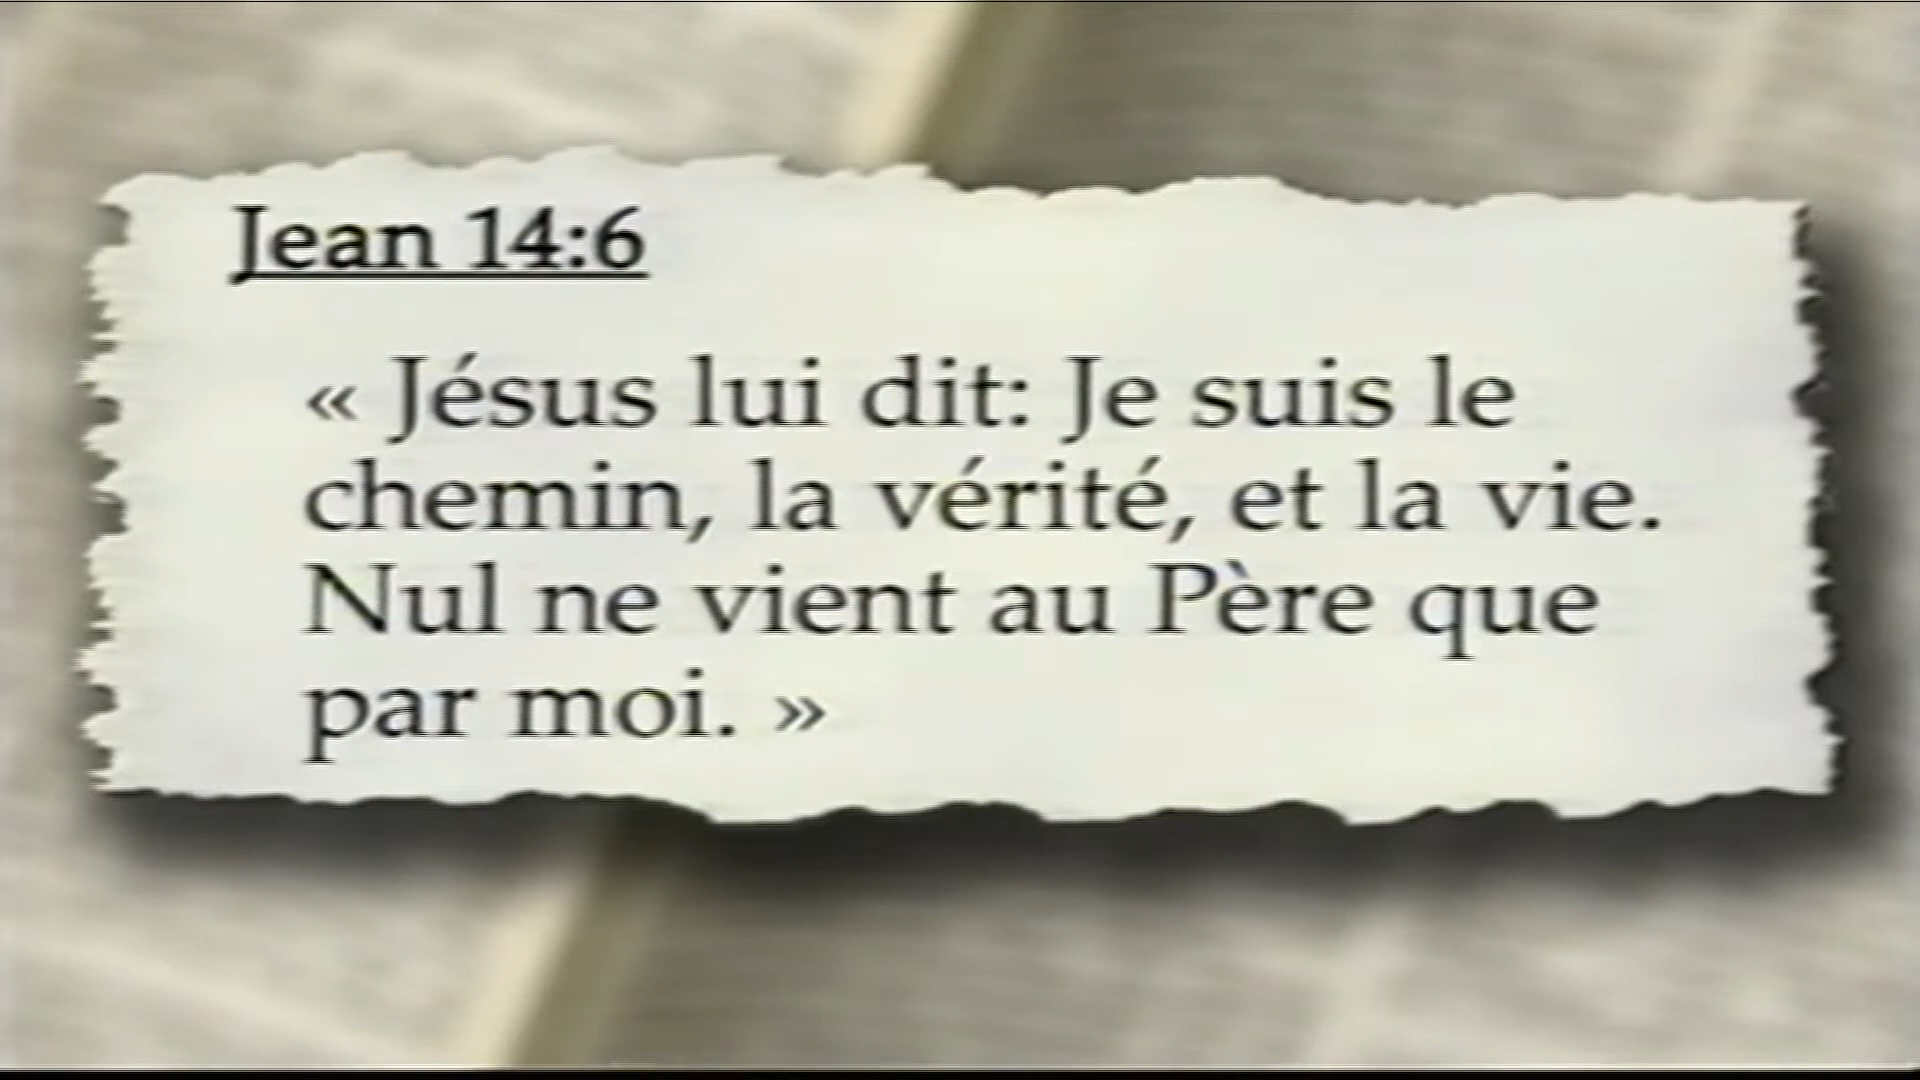 Jean 14:6
« Jésus lui dit: Je suis le
chemin, la vérité, et la vie.
Nul ne vient au Père que
par moi. »